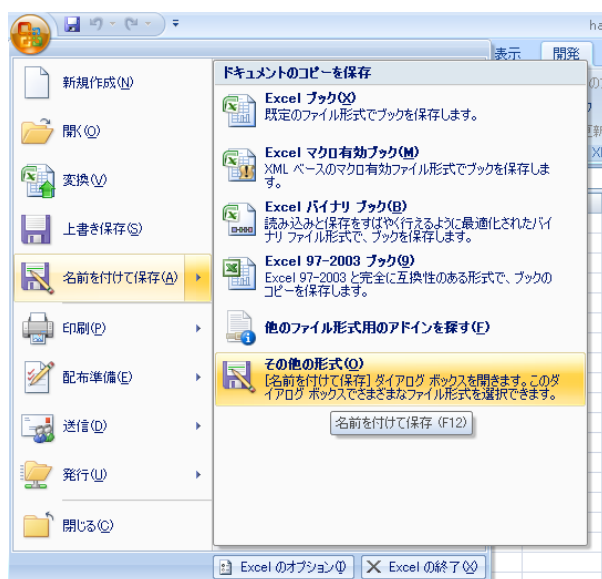 ha
表示 開発
新規作成(N)
開く(O)
変換(V)
上書き保存(S)
名前を付けて保存(A)
印刷(P)
配布準備(E)
送信(D)
発行(U)
閉じる(C)
ドキュメントのコピーを保存
Excel ブック(X)
既定のファイル形式でブックを保存します。
Excel マクロ有効ブック(M)
XML ベースのマクロ有効ファイル形式でブックを保存しま
す。
Excel バイナリ ブック(B)
読み込みと保存をすばやく行えるように最適化されたバイ
ナリ ファイル形式で、ブックを保存します。
Excel 97-2003 ブック(9)
Excel 97-2003 と完全に互換性のある形式で、ブックの
コピーを保存します。
他のファイル形式用のアドインを探す(F)
その他の形式(O)
[名前を付けて保存] ダイアログ ボックスを開きます。このダ
イアログ ボックスでさまざまなファイル形式を選択できます。
名前を付けて保存 (F12)
Excel のオプション(I) Excel の終了(X)